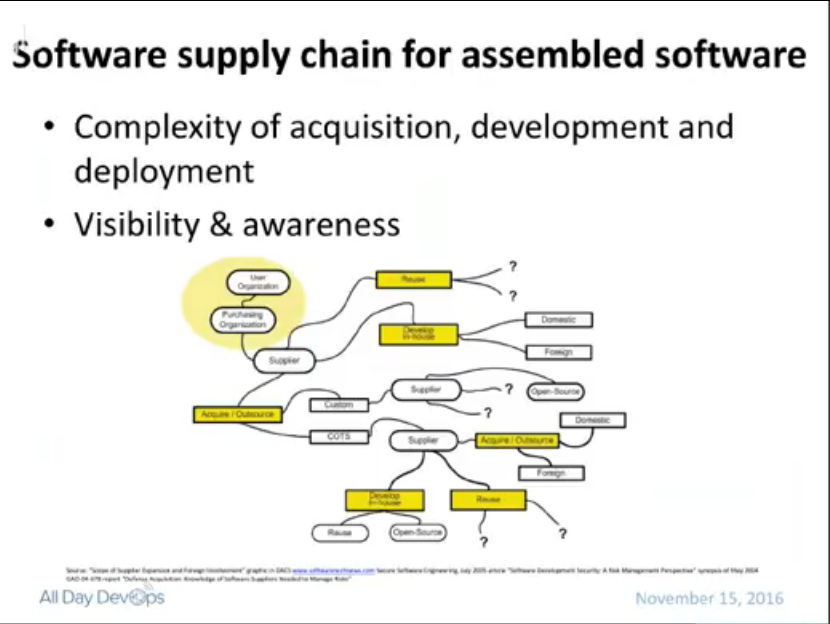 Software supply chain for assembled software
• Complexity of acquisition, development and
deployment
• Visibility & awareness
User
Organization
Purchasing
Organization
Supplier
Reuse
?
?
Develop
In-house
Domestic
Foreign
Acquire / Outsource
Custom
Supplier
?
Open-Source
?
COTS
Supplier
Acquire / Outsource
Domestic
Foreign
Develop
In-house
Reuse
Reuse
Open-Source
?
?
Source: "Scope of Supplier Expansion and Foreign Involvement" graphic in DACS www.softwaretechnews.com Secure Software Engineering, July 2005 article "Software Development Security: A Risk Management Perspective" synopsis of May 2004
GAO-04-678 report "Defense Acquisition: Knowledge of Software Suppliers Needed to Manage Risks"
All Day DevOps
November 15, 2016